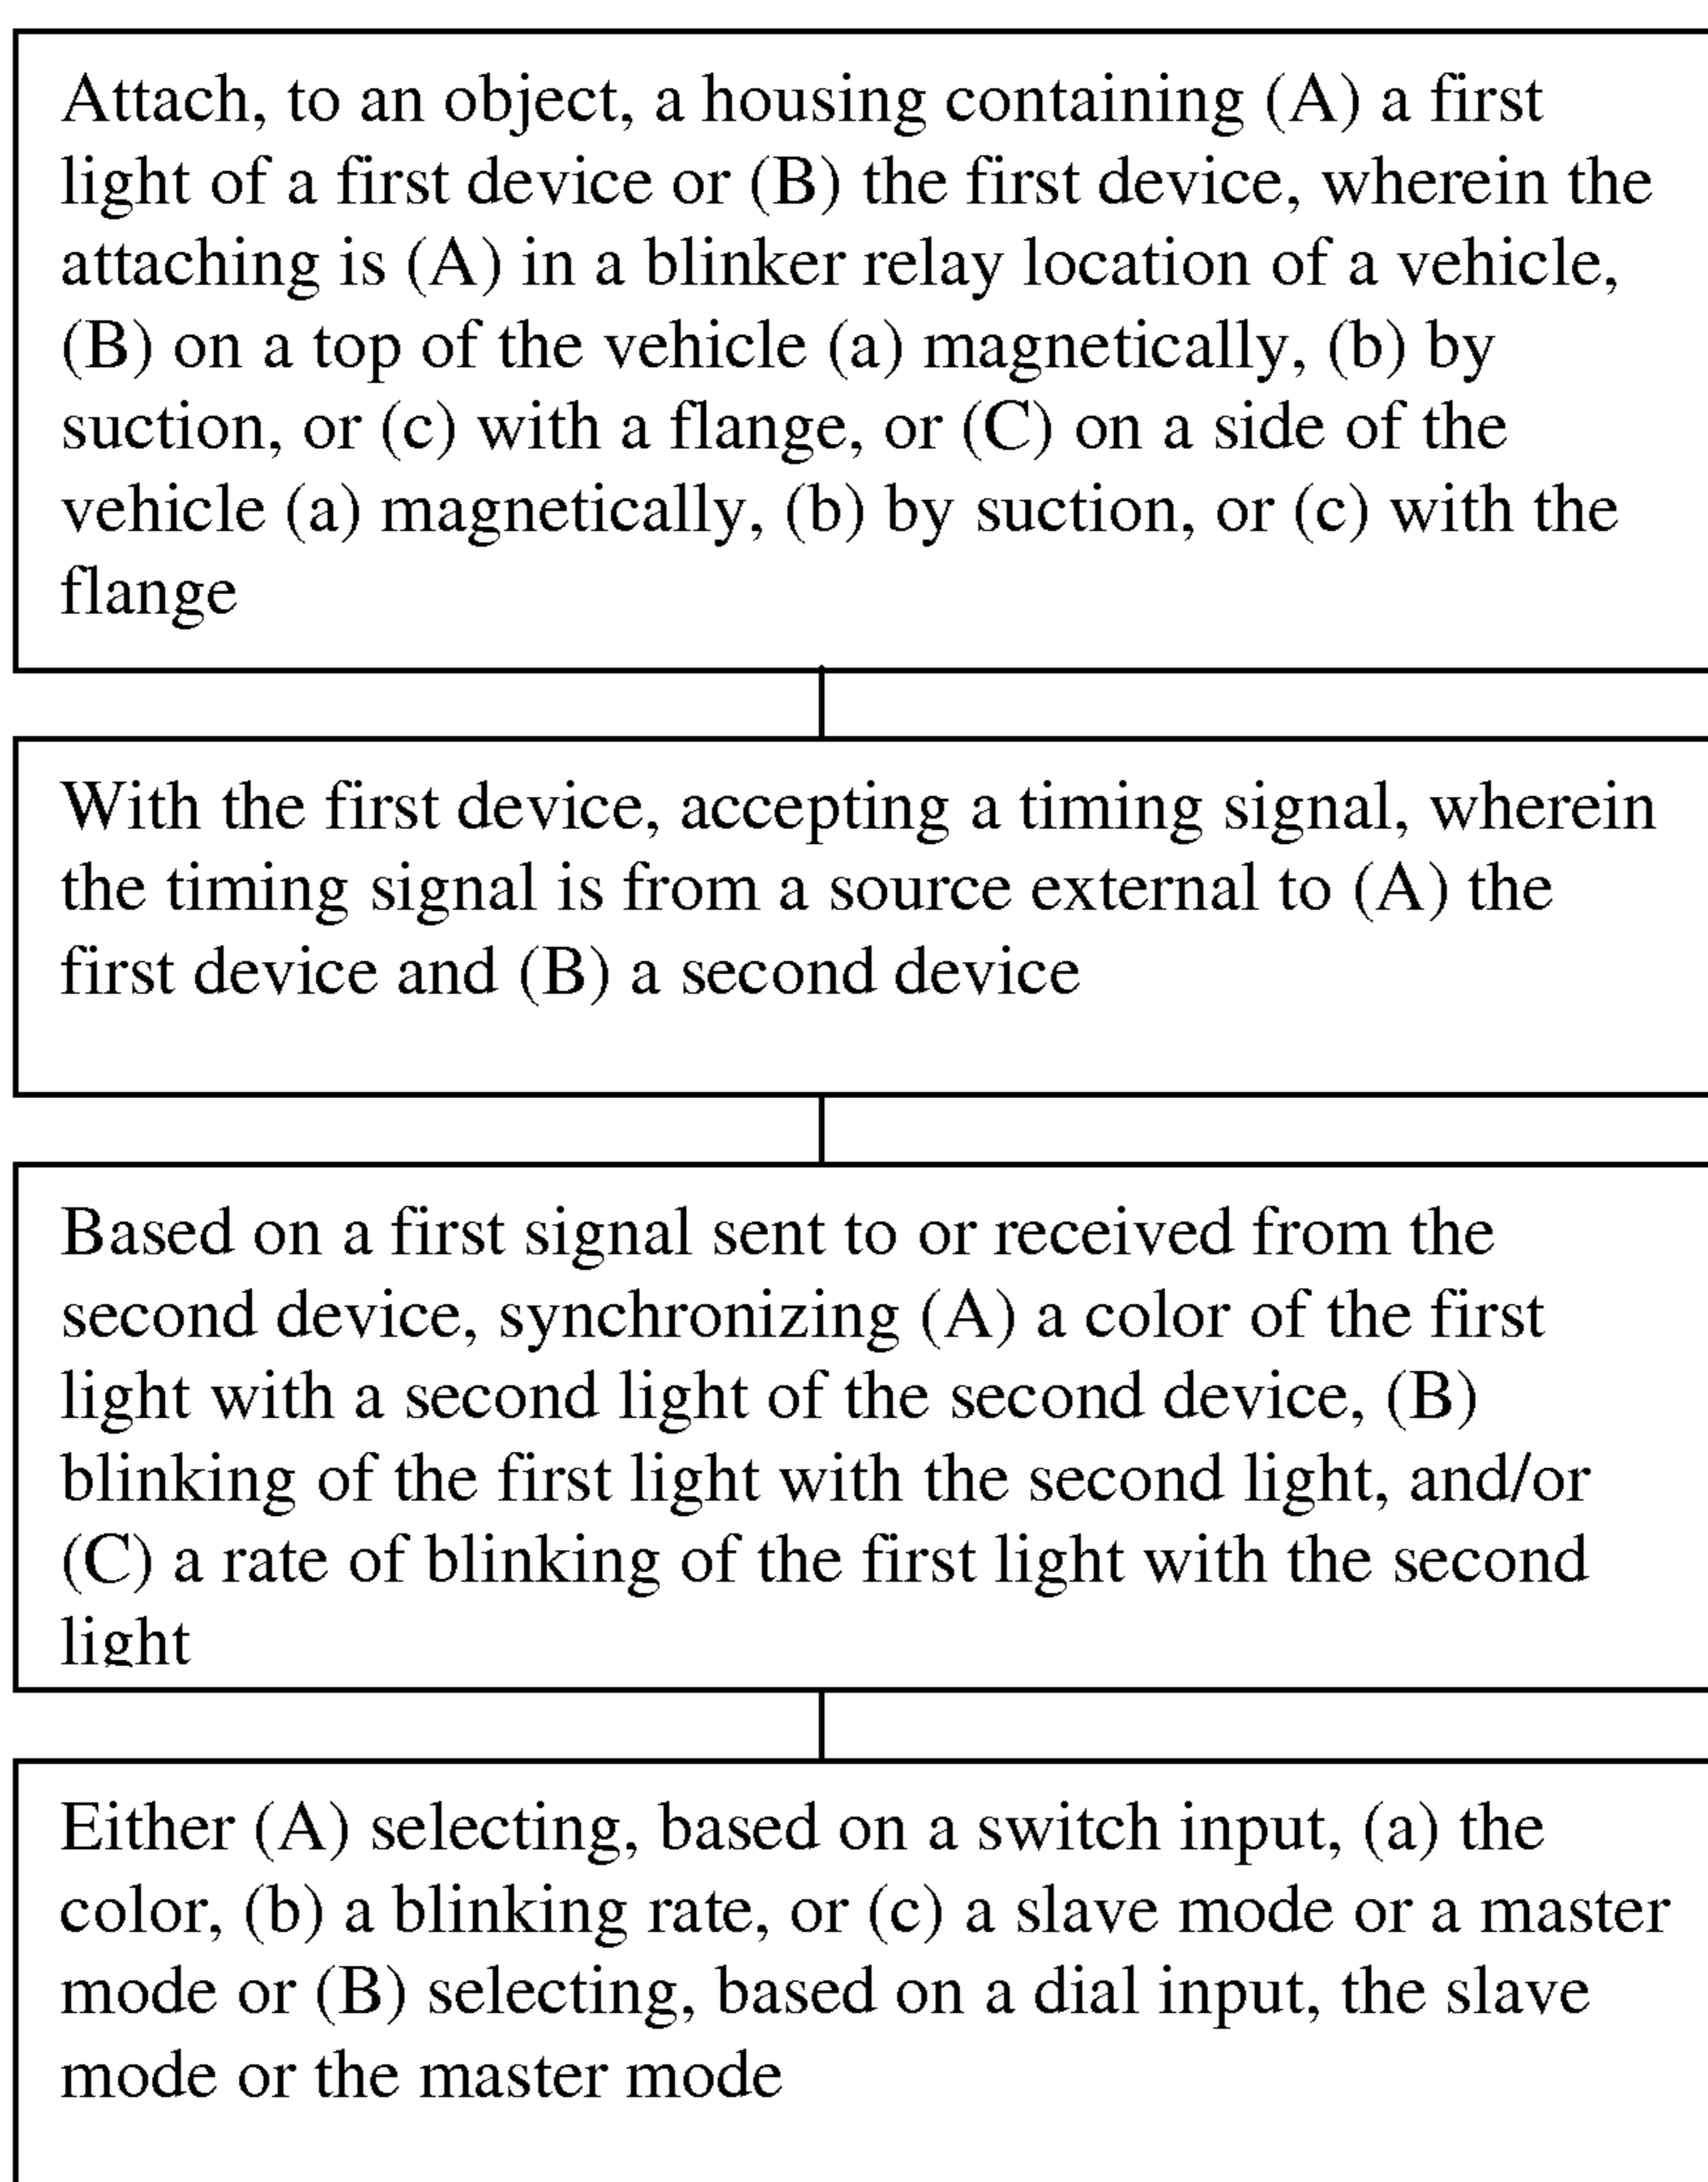 Attach, to an object, a housing containing (A) a first
light of a first device or (B) the first device, wherein the
attaching is (A) in a blinker relay location of a vehicle,
(B) on a top of the vehicle (a) magnetically, (b) by
suction, or (c) with a flange, or (C) on a side of the
vehicle (a) magnetically, (b) by suction, or (c) with the
flange
With the first device, accepting a timing signal, wherein
the timing signal is from a source external to (A) the
first device and (B) a second device
Based on a first signal sent to or received from the
second device, synchronizing (A) a color of the first
light with a second light of the second device, (B)
blinking of the first light with the second light, and/or
(C) a rate of blinking of the first light with the second
light
Either (A) selecting, based on a switch input, (a) the
color, (b) a blinking rate, or (c) a slave mode or a master
mode or (B) selecting, based on a dial input, the slave
mode or the master mode